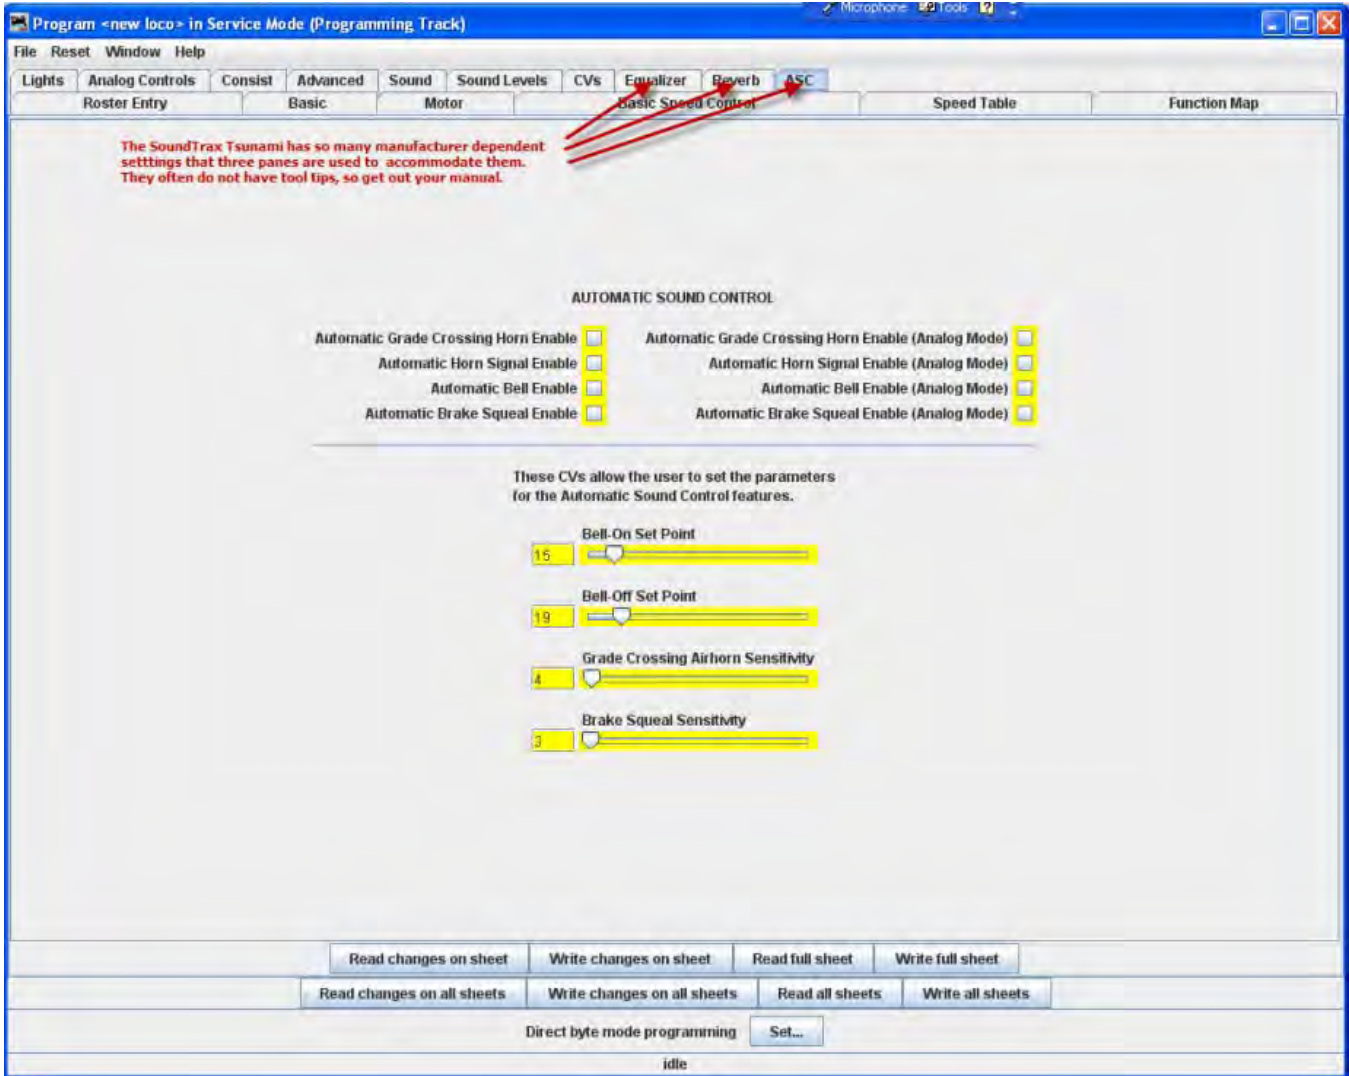 Microphone Tools ?
Program <new loco> in Service Mode (Programming Track)
File Reset Window Help
Lights Analog Controls Consist Advanced Sound Sound Levels CVs Equalizer Reverb ASC
Roster Entry Basic Motor Basic Speed Control Speed Table Function Map
The SoundTrax Tsunami has so many manufacturer dependent
setttings that three panes are used to accommodate them.
They often do not have tool tips, so get out your manual.
AUTOMATIC SOUND CONTROL
Automatic Grade Crossing Horn Enable Automatic Grade Crossing Horn Enable (Analog Mode)
Automatic Horn Signal Enable Automatic Horn Signal Enable (Analog Mode)
Automatic Bell Enable Automatic Bell Enable (Analog Mode)
Automatic Brake Squeal Enable Automatic Brake Squeal Enable (Analog Mode)
These CVs allow the user to set the parameters
for the Automatic Sound Control features.
Bell-On Set Point
15
Bell-Off Set Point
19
Grade Crossing Airhorn Sensitivity
4
Brake Squeal Sensitivity
3
Read changes on sheet Write changes on sheet Read full sheet Write full sheet
Read changes on all sheets Write changes on all sheets Read all sheets Write all sheets
Direct byte mode programming Set...
idle